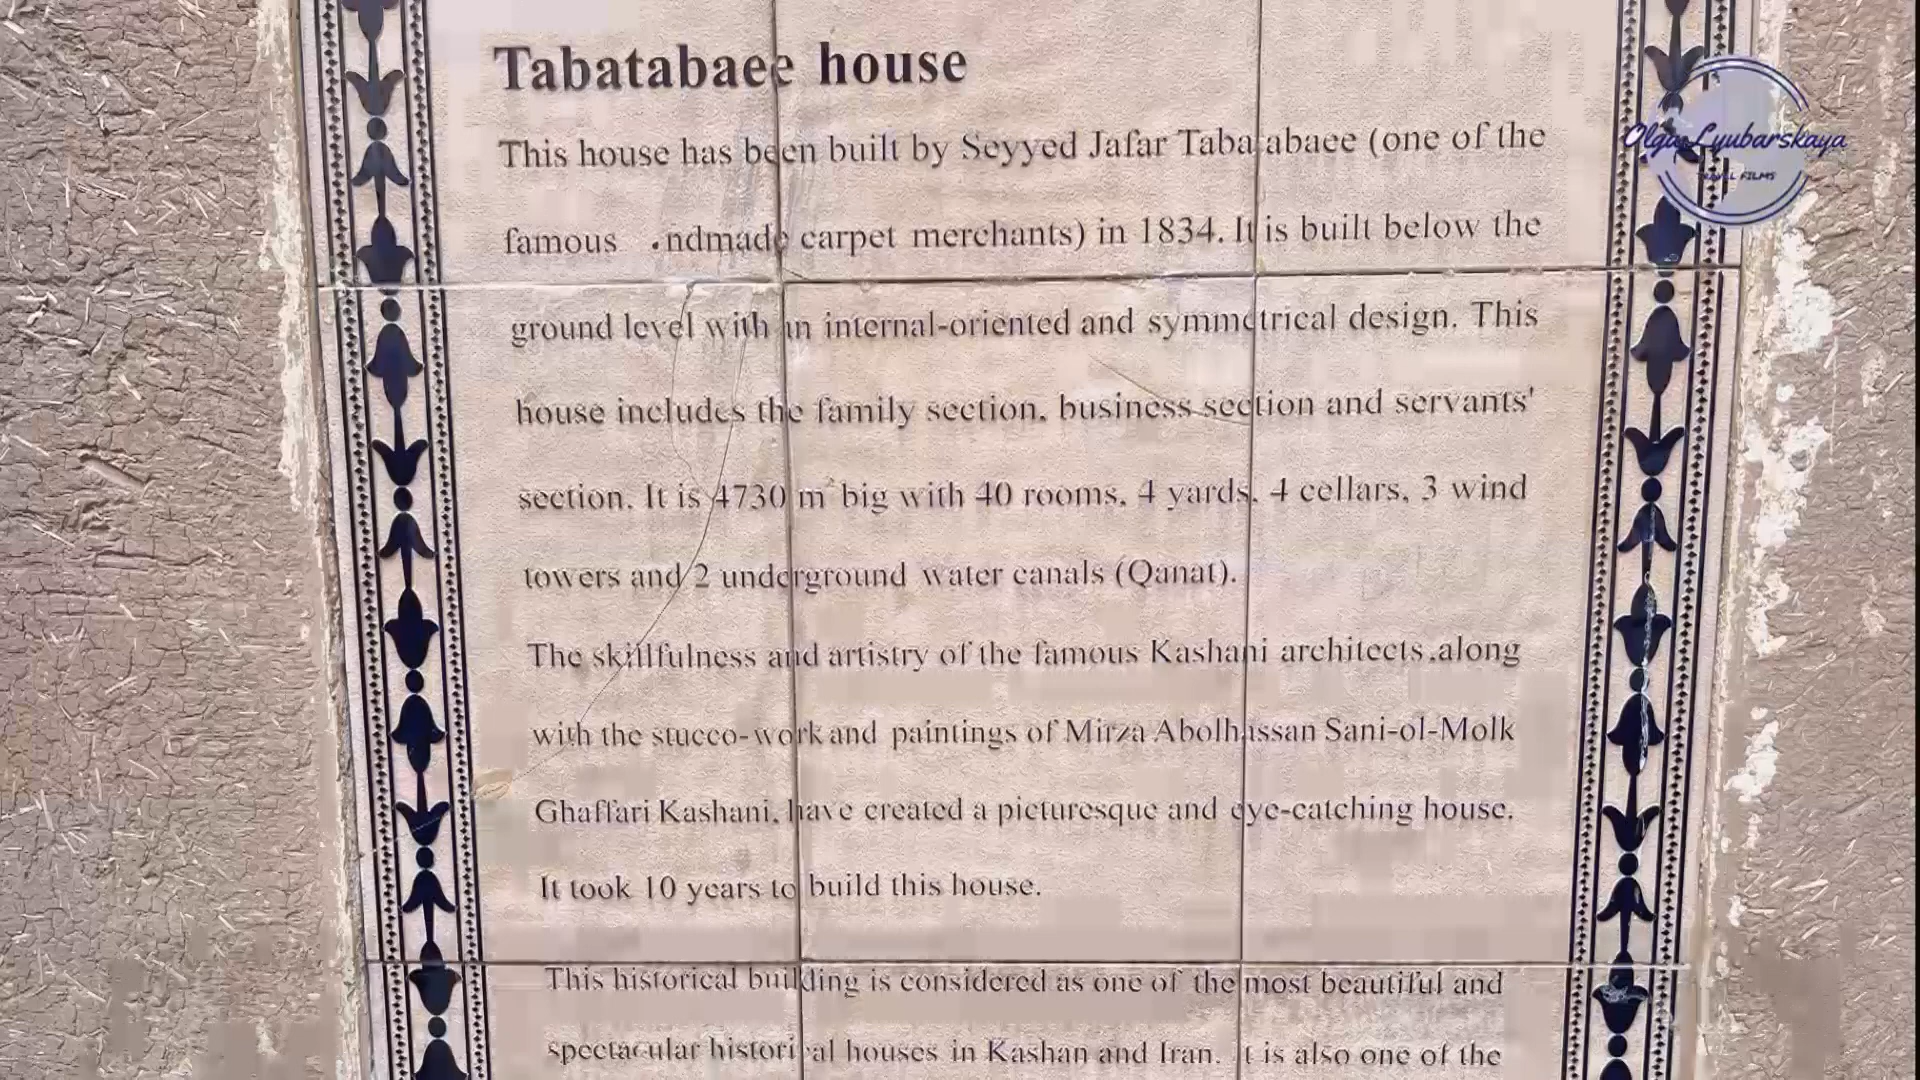 Tabatabaee house
This house has been built by Seyyed Jafar Tabatabaee (one of the
famous ndmade carpet merchants) in 1834. It is built below the
ground level with an internal-oriented and symmetrical design. This
house includes the family section, business section and servants'
section. It is 4730 m² big with 40 rooms, 4 yards, 4 cellars, 3 wind
towers and 2 underground water canals (Qanat).
The skillfulness and artistry of the famous Kashani architects, along
with the stucco-work and paintings of Mirza Abolhassan Sani-ol-Molk
Ghaffari Kashani, have created a picturesque and eye-catching house.
It took 10 years to build this house.
This historical building is considered as one of the most beautiful and
spectacular historical houses in Kashan and Iran. It is also one of the
Olga Lyubarskaya
TRAVEL FILMS